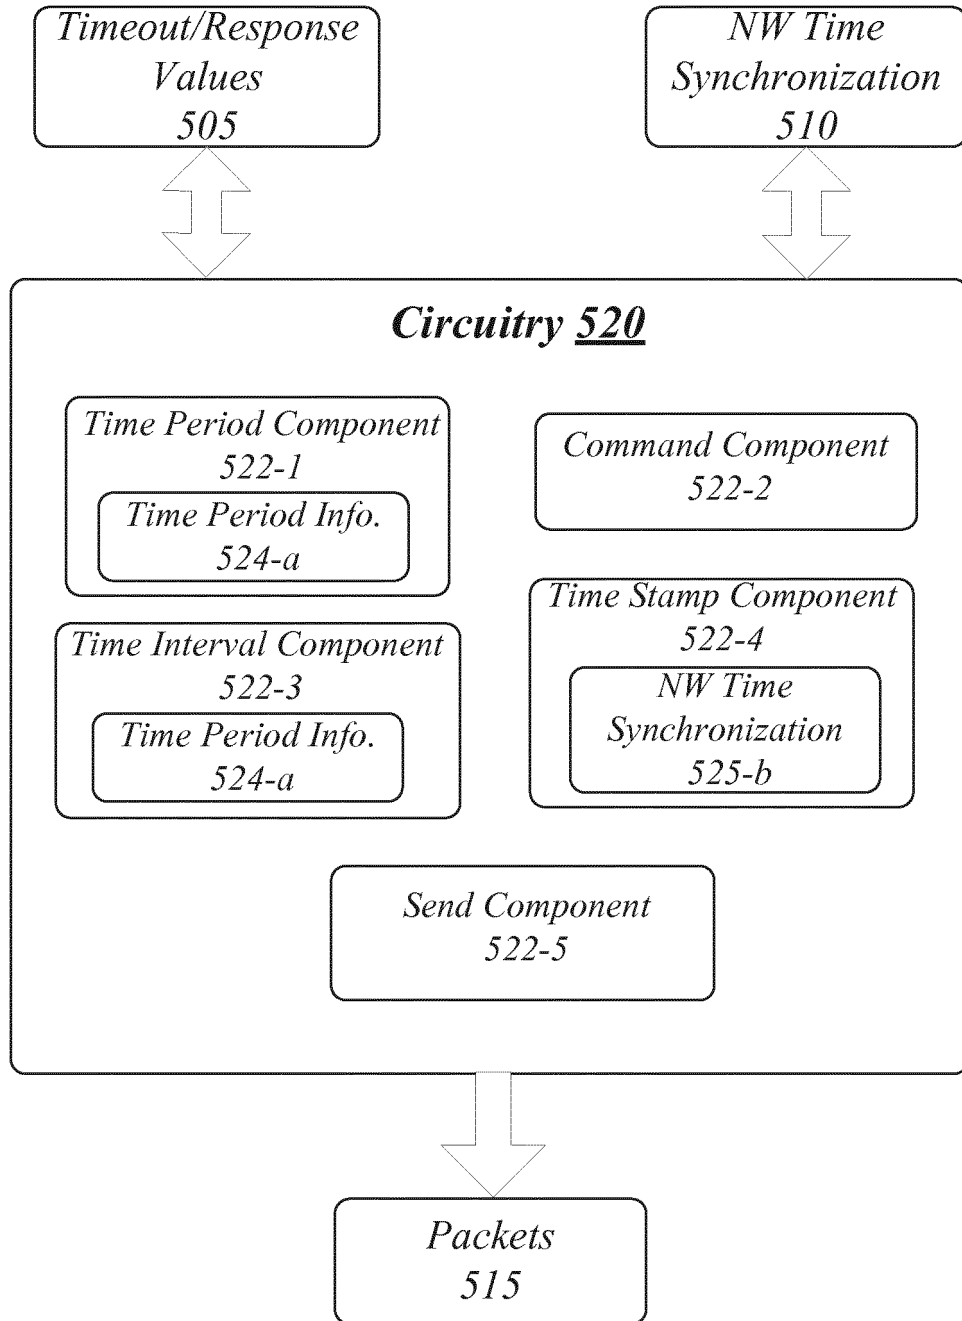 Timeout/Response
Values
505
NW Time
Synchronization
510
Circuitry 520
Time Period Component
522-1
Time Period Info.
524-a
Command Component
522-2
Time Interval Component
522-3
Time Period Info.
524-a
Time Stamp Component
522-4
NW Time
Synchronization
525-b
Send Component
522-5
Packets
515